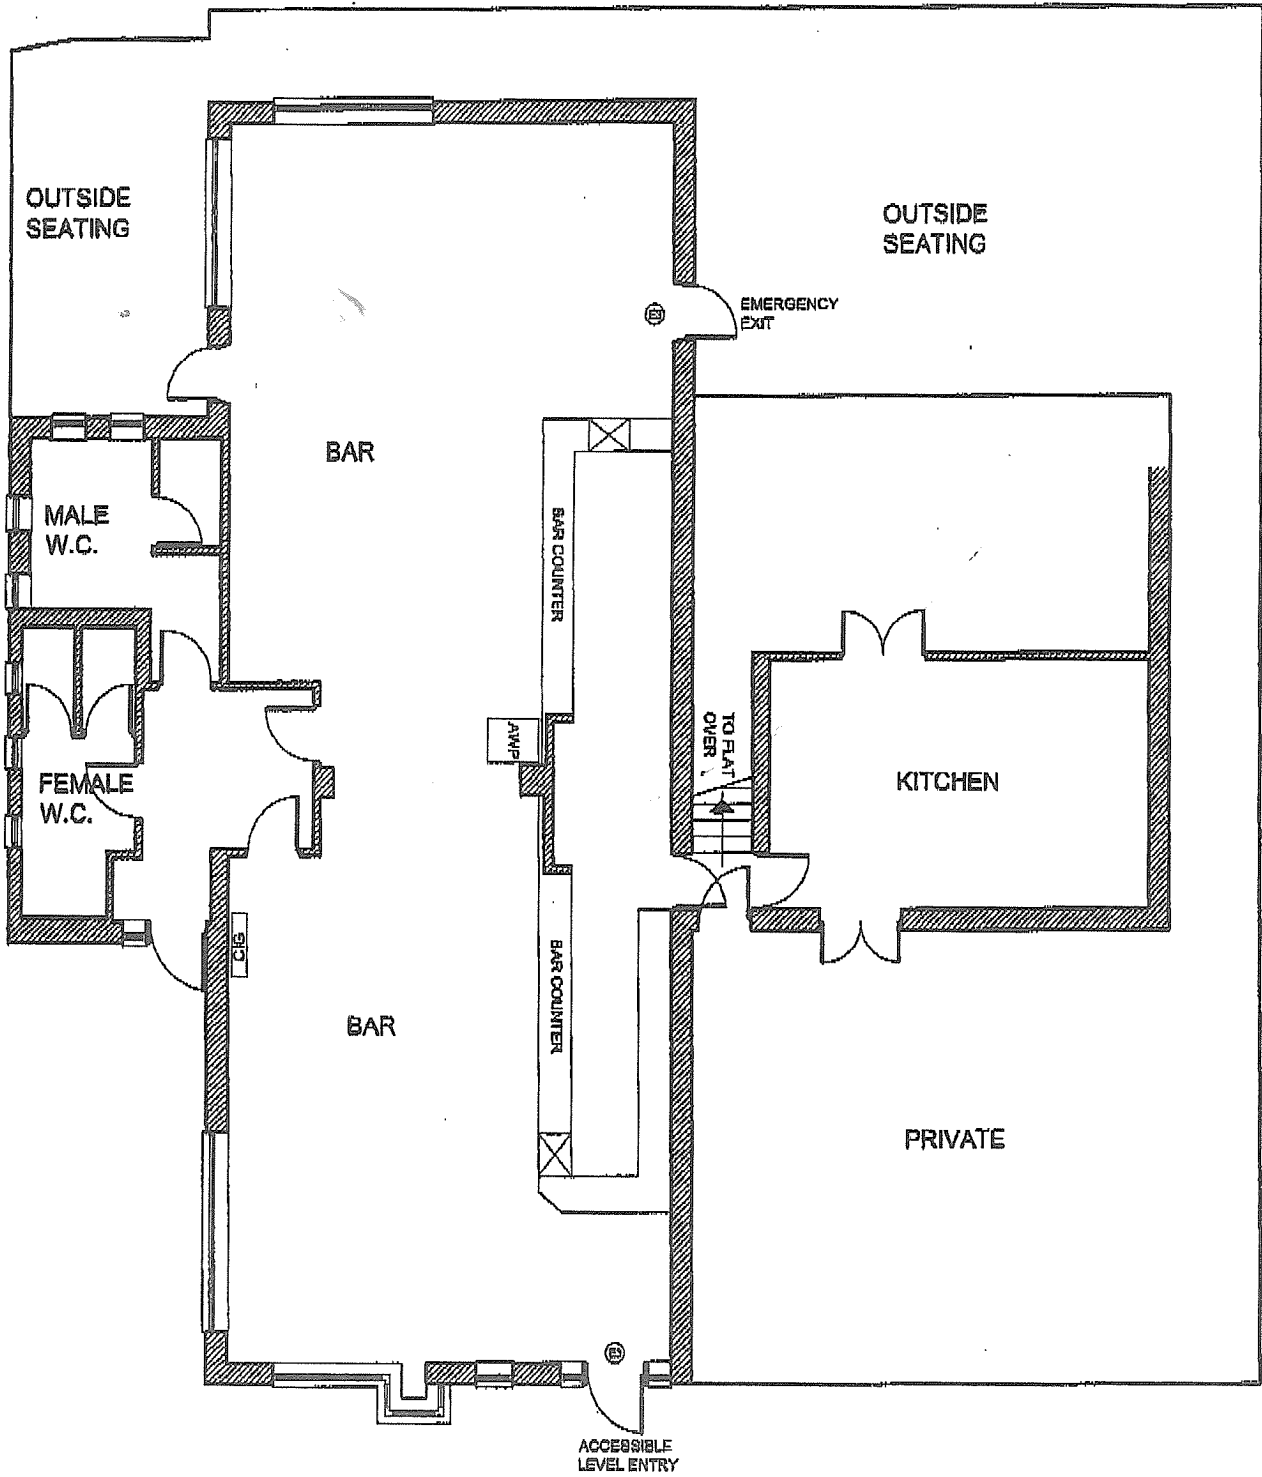 OUTSIDE
SEATING
OUTSIDE
SEATING
EMERGENCY
EXIT
BAR
BAR COUNTER
MALE
W.C.
AWP
TO FLAT
OVER
FEMALE
W.C.
KITCHEN
CIG
BAR COUNTER
BAR
PRIVATE
ACCESSIBLE
LEVEL ENTRY